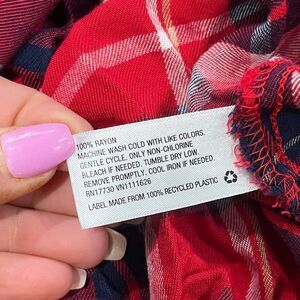 100% RAYON
MACHINE WASH COLD WITH LIKE COLORS.
GENTLE CYCLE. ONLY NON-CHLORINE
BLEACH IF NEEDED. TUMBLE DRY LOW.
REMOVE PROMPTLY. COOL IRON IF NEEDED.
RN17730 VN1111626
LABEL MADE FROM 100% RECYCLED PLASTIC